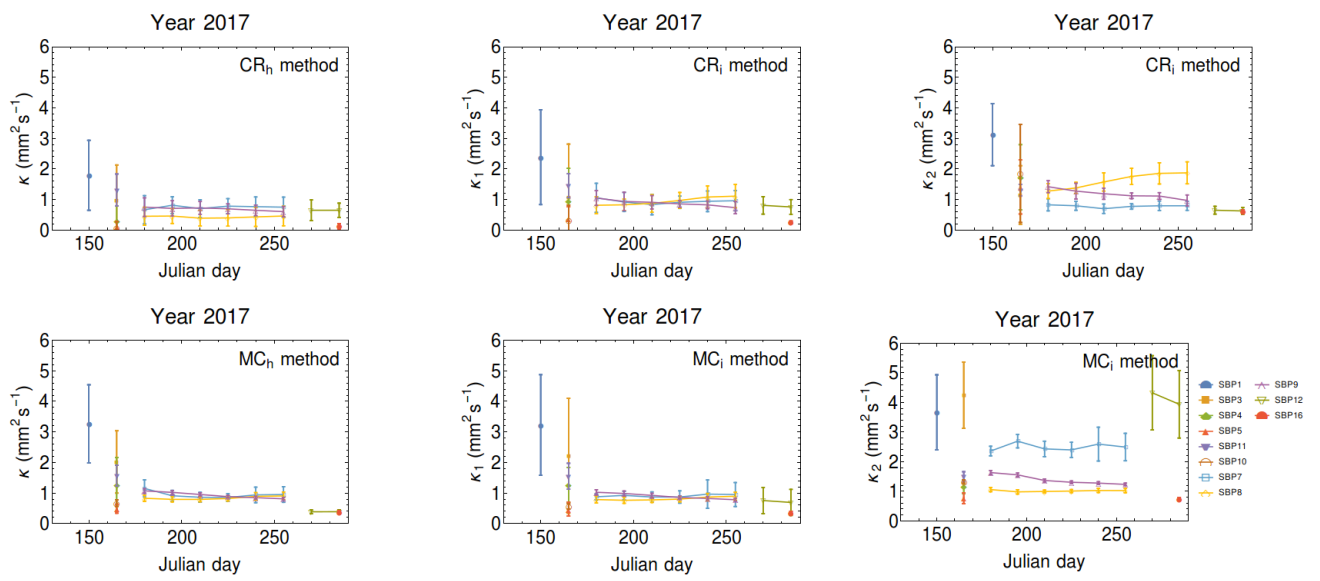 Year 2017
CRh method
κ (mm² s⁻¹)
6
5
4
3
2
1
0
150 200 250
Julian day
Year 2017
CRi method
κ1 (mm² s⁻¹)
6
5
4
3
2
1
0
150 200 250
Julian day
Year 2017
CRi method
κ2 (mm² s⁻¹)
6
5
4
3
2
1
0
150 200 250
Julian day
Year 2017
MCh method
κ (mm² s⁻¹)
6
5
4
3
2
1
0
150 200 250
Julian day
Year 2017
MCi method
κ1 (mm² s⁻¹)
6
5
4
3
2
1
0
150 200 250
Julian day
Year 2017
MCi method
κ2 (mm² s⁻¹)
6
5
4
3
2
1
0
150 200 250
Julian day
SBP1
SBP3
SBP4
SBP5
SBP11
SBP10
SBP7
SBP8
SBP9
SBP12
SBP16